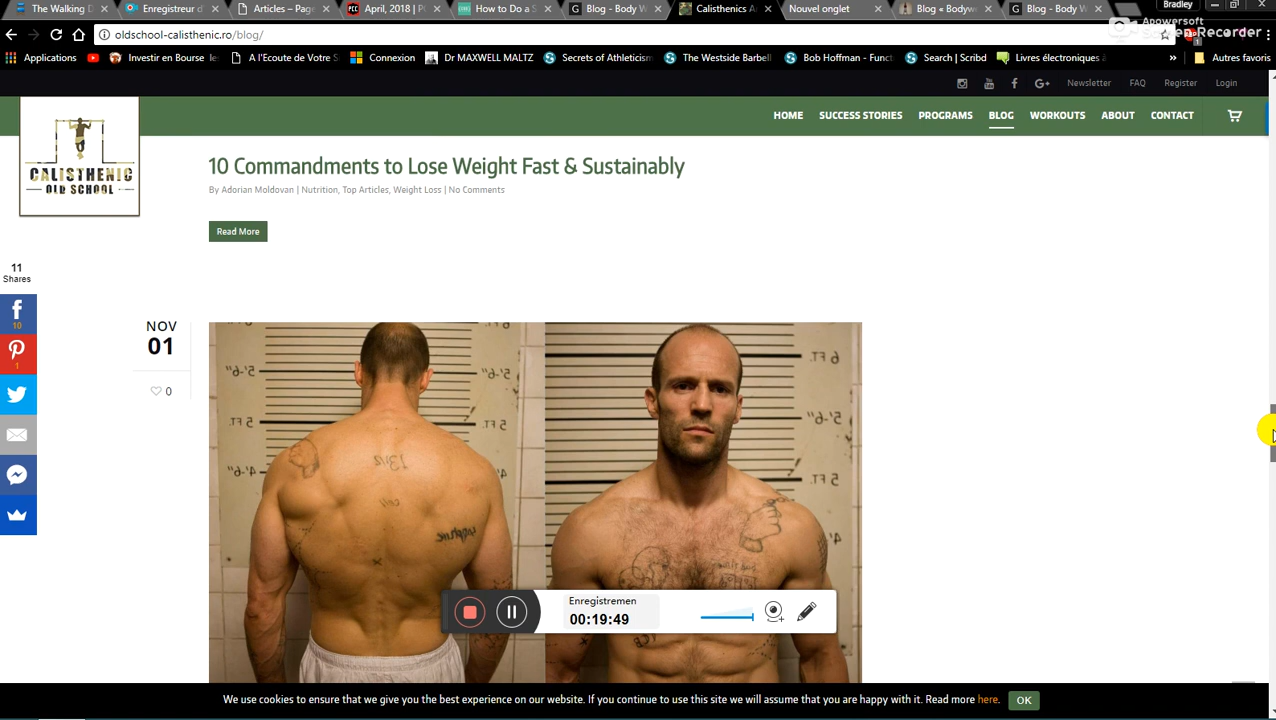 The Walking D
Enregistreur d'
Articles – Page
PCC April, 2018 | P
How to Do a S
Blog - Body W
Calisthenics A
Nouvel onglet
Blog « Bodyw
Blog - Body W
Bradley
oldschool-calisthenic.ro/blog/
Apowersoft
Screen Recorder
Applications
Investir en Bourse le
A l'Ecoute de Votre S
Connexion
Dr MAXWELL MALTZ
Secrets of Athleticism
The Westside Barbell
Bob Hoffman - Funct
Search | Scribd
Livres électroniques
»
Autres favoris
Newsletter FAQ Register Login
HOME SUCCESS STORIES PROGRAMS BLOG WORKOUTS ABOUT CONTACT
CALISTHENIC
OLD SCHOOL
10 Commandments to Lose Weight Fast & Sustainably
By Adorian Moldovan | Nutrition, Top Articles, Weight Loss | No Comments
Read More
11
Shares
10
1
NOV
01
0
Enregistremen
00:19:49
We use cookies to ensure that we give you the best experience on our website. If you continue to use this site we will assume that you are happy with it. Read more here. OK